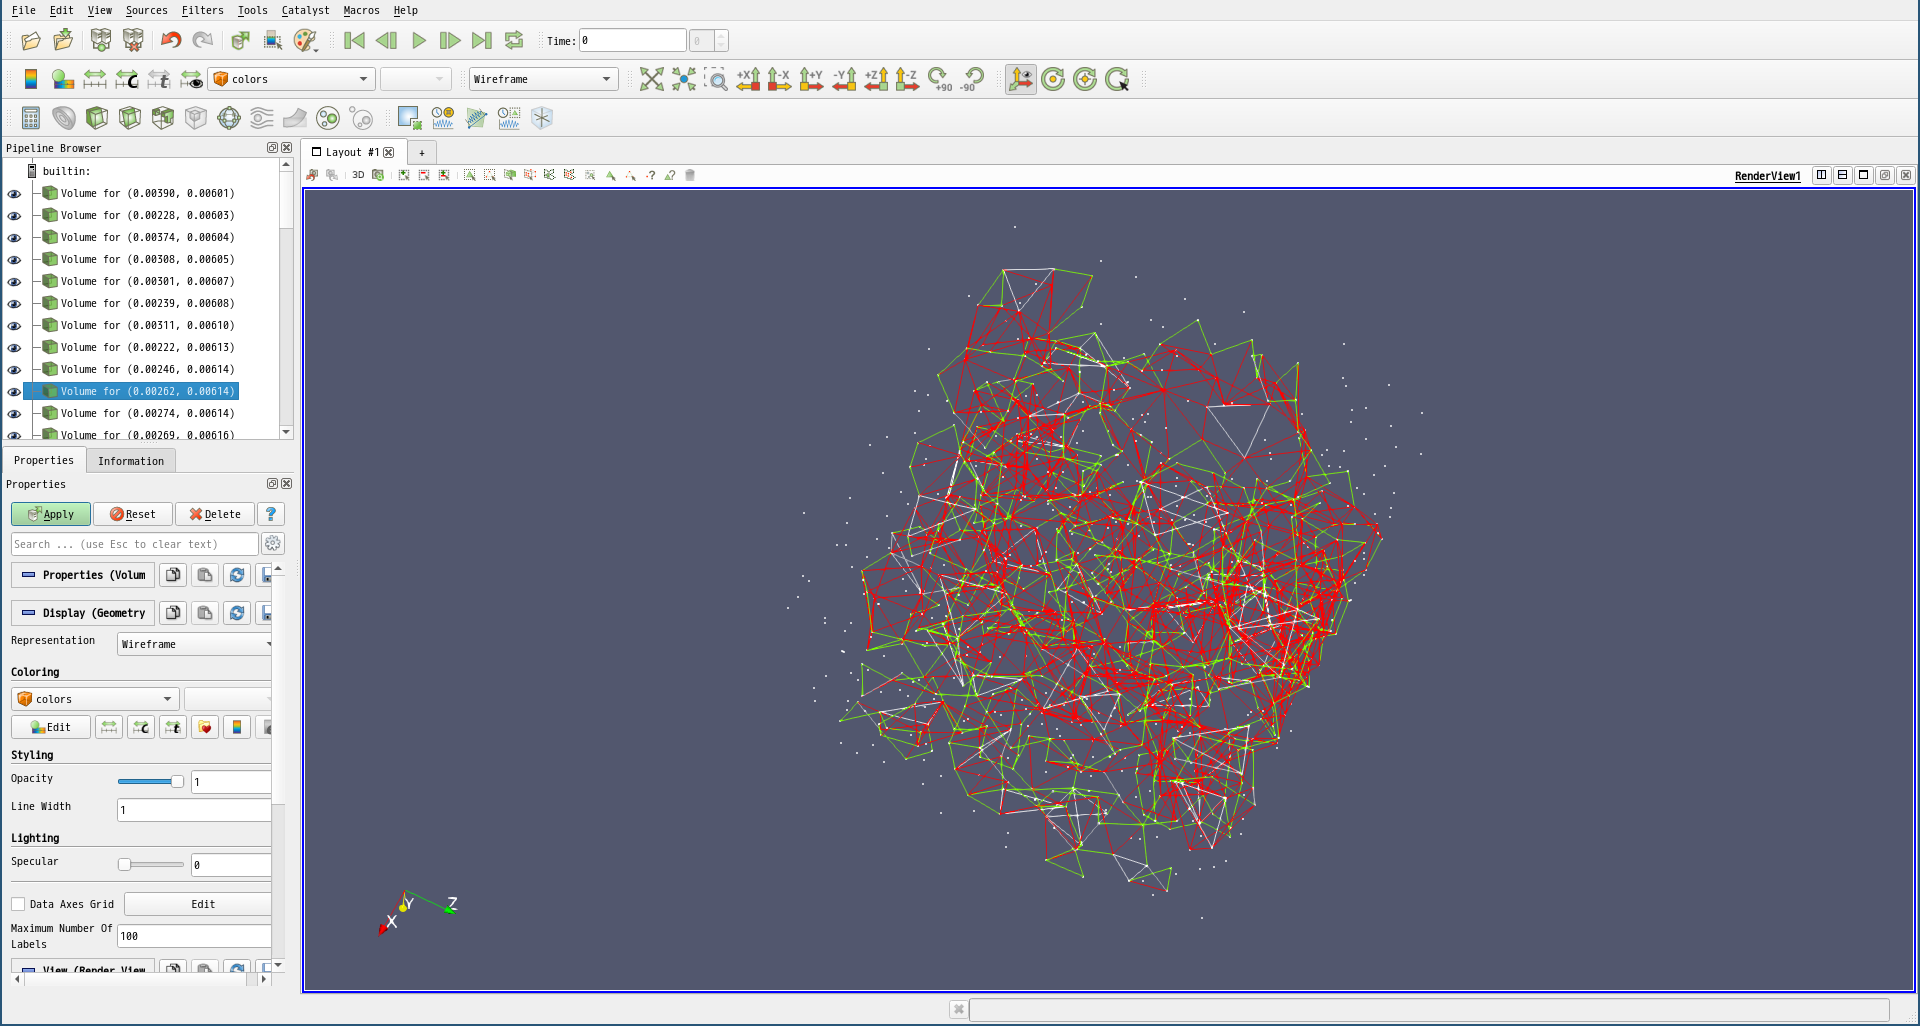 File Edit View Sources Filters Tools Catalyst Macros Help
Time: 0 0
colors Wireframe +X -X +Y -Y +Z -Z +90 -90
Pipeline Browser
Layout #1 +
3D RenderView1
builtin:
Volume for (0.00390, 0.00601)
Volume for (0.00228, 0.00603)
Volume for (0.00374, 0.00604)
Volume for (0.00308, 0.00605)
Volume for (0.00301, 0.00607)
Volume for (0.00239, 0.00608)
Volume for (0.00311, 0.00610)
Volume for (0.00222, 0.00613)
Volume for (0.00246, 0.00614)
Volume for (0.00262, 0.00614)
Volume for (0.00274, 0.00614)
Volume for (0.00269, 0.00616)
Properties Information
Properties
Apply Reset Delete ?
Search ... (use Esc to clear text)
Properties (Volum
Display (Geometry
Representation Wireframe
Coloring
colors
Edit
Styling
Opacity 1
Line Width 1
Lighting
Specular 0
Data Axes Grid Edit
Maximum Number Of
Labels 100
View (Render View
X Y Z